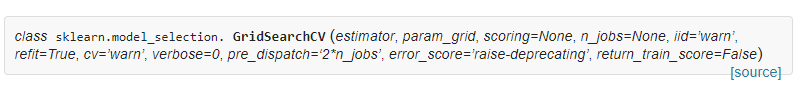 class sklearn.model_selection. GridSearchCV (estimator, param_grid, scoring=None, n_jobs=None, iid=’warn’,
refit=True, cv=’warn’, verbose=0, pre_dispatch=‘2*n_jobs’, error_score=’raise-deprecating’, return_train_score=False)
[source]